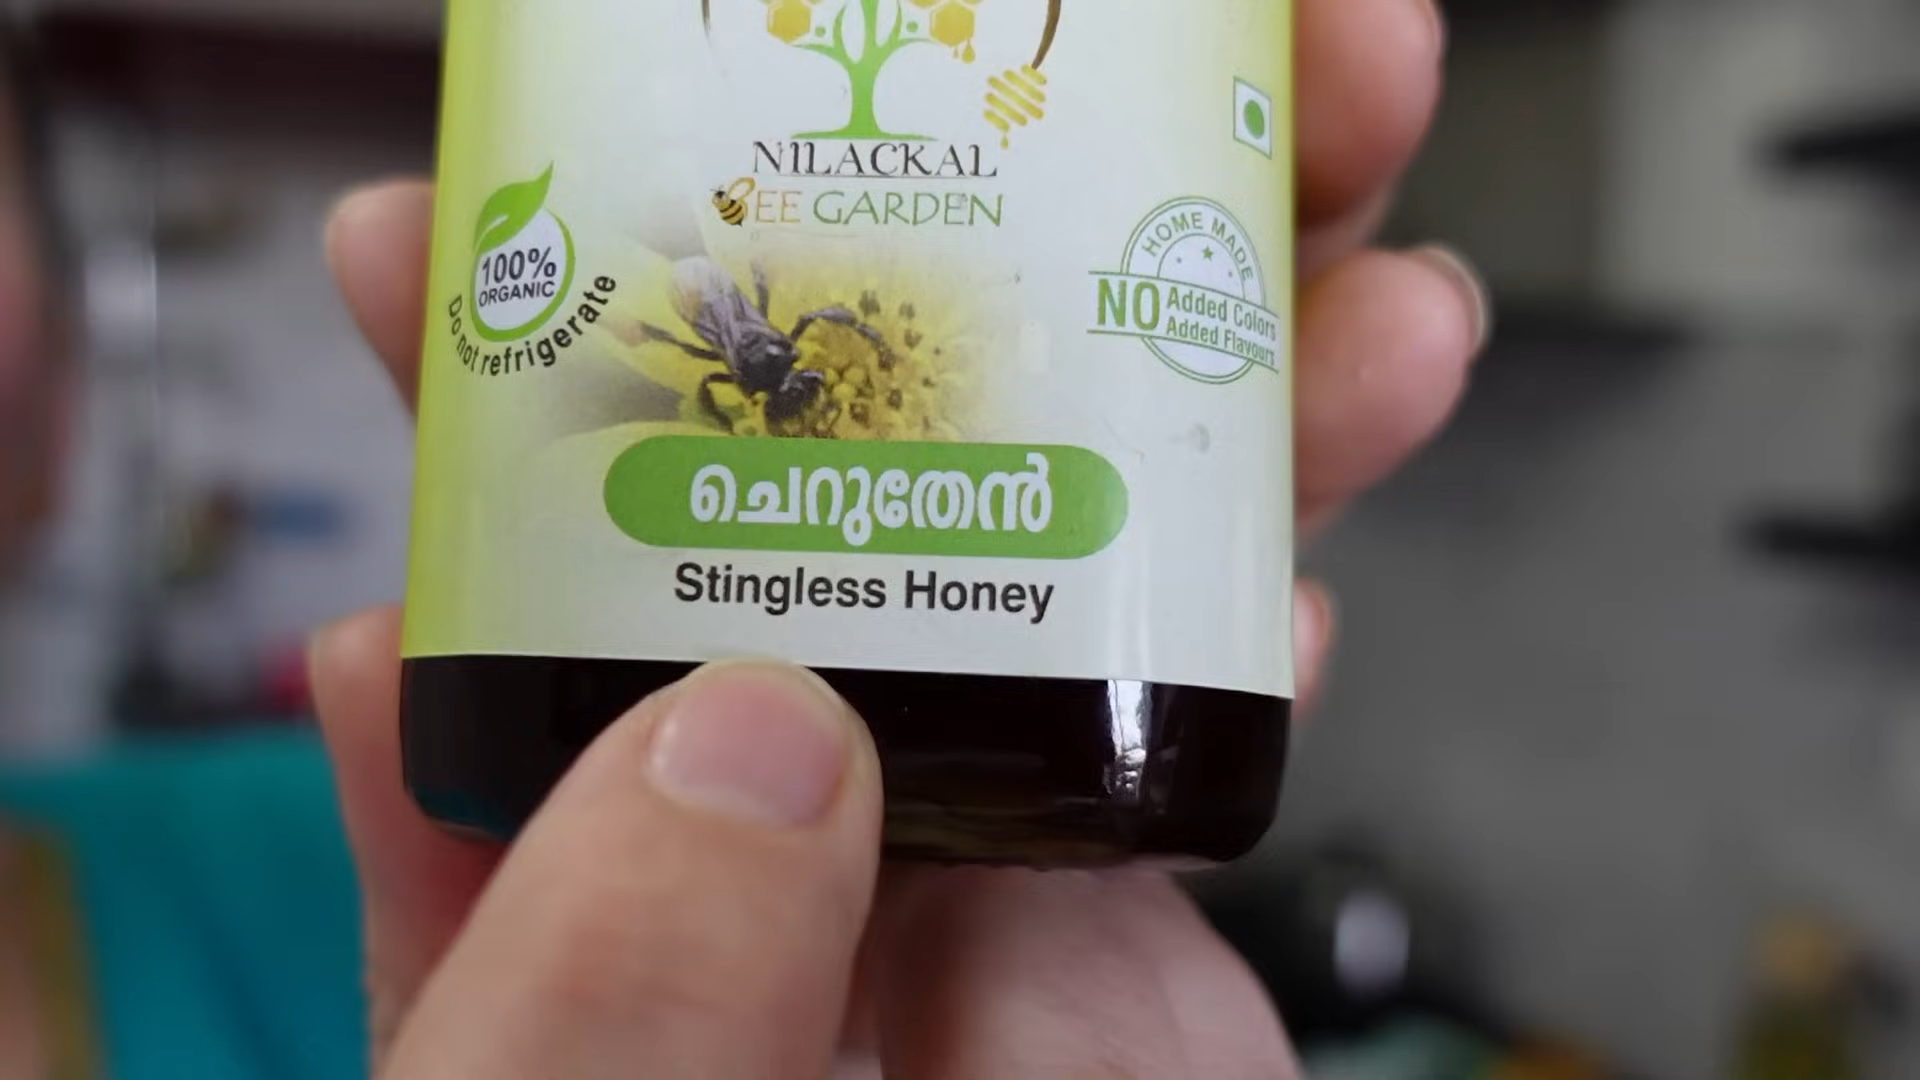 NILACKAL
BEE GARDEN
100%
ORGANIC
Do not refrigerate
HOME MADE
NO Added Colors
Added Flavours
ചെറുതേൻ
Stingless Honey